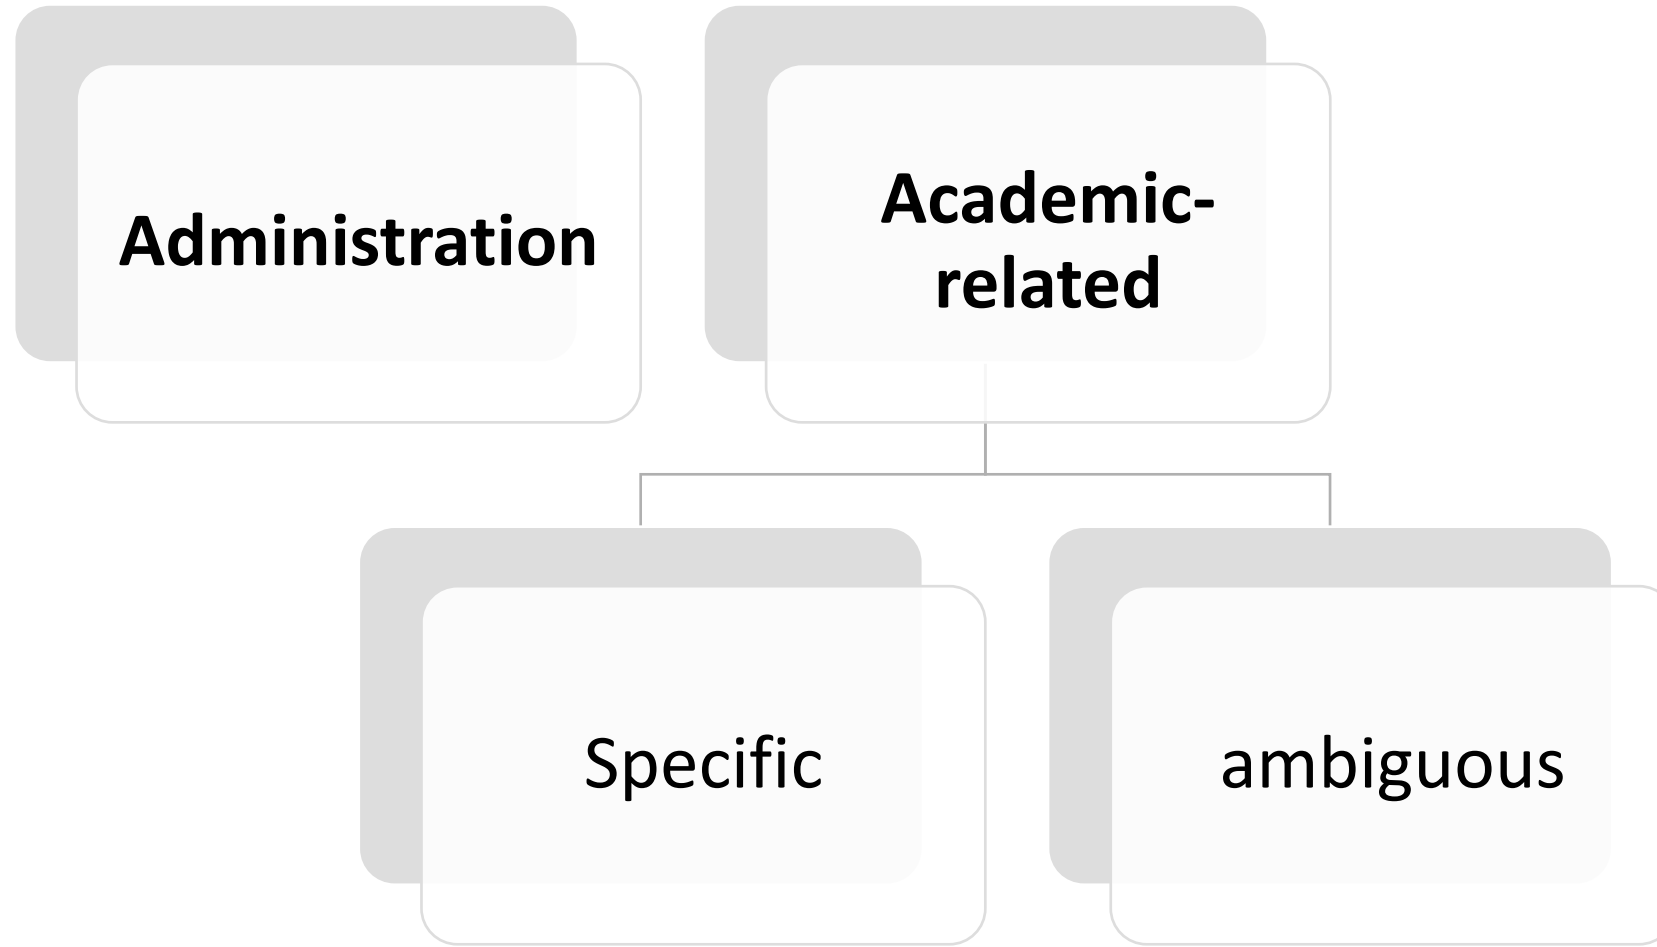 Administration
Academic-
related
Specific
ambiguous